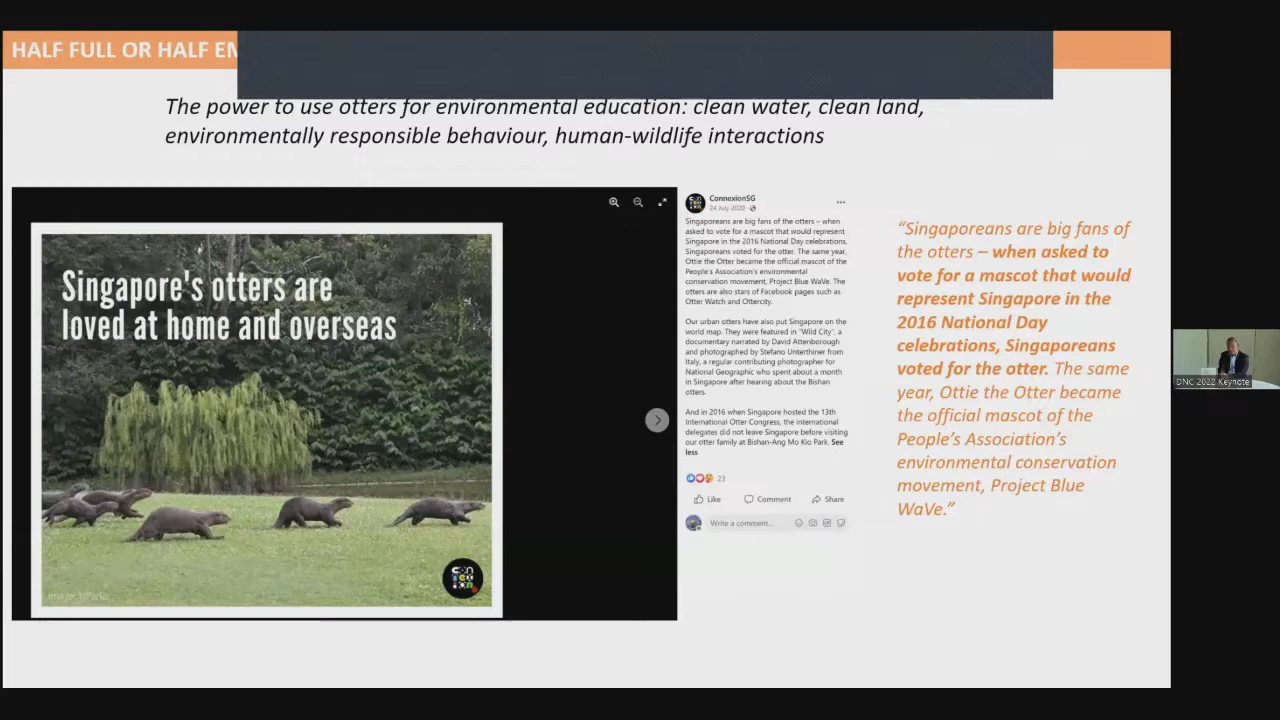 HALF FULL OR HALF
The power to use otters for environmental education: clean water, clean land,
environmentally responsible behaviour, human-wildlife interactions
Singapore's otters are
loved at home and overseas
ConnexionSG
24 July 2020
Singaporeans are big fans of the otters – when
asked to vote for a mascot that would represent
Singapore in the 2016 National Day celebrations,
Singaporeans voted for the otter. The same year,
Ottie the Otter became the official mascot of the
People's Association's environmental
conservation movement, Project Blue WaVe. The
otters are also stars of Facebook pages such as
Otter Watch and Ottercity.
Our urban otters have also put Singapore on the
world map. They were featured in "Wild City", a
documentary narrated by David Attenborough
and photographed by Stefano Unterthiner from
Italy, a regular contributing photographer for
National Geographic who spent about a month
in Singapore after hearing about the Bishan
otters.
And in 2016 when Singapore hosted the 13th
International Otter Congress, the international
delegates did not leave Singapore before visiting
our otter family at Bishan-Ang Mo Kio Park. See
less
23
Like Comment Share
Write a comment...
"Singaporeans are big fans of
the otters – when asked to
vote for a mascot that would
represent Singapore in the
2016 National Day
celebrations, Singaporeans
voted for the otter. The same
year, Ottie the Otter became
the official mascot of the
People's Association's
environmental conservation
movement, Project Blue
WaVe."
Image: NParks
DNC 2022 Keynote